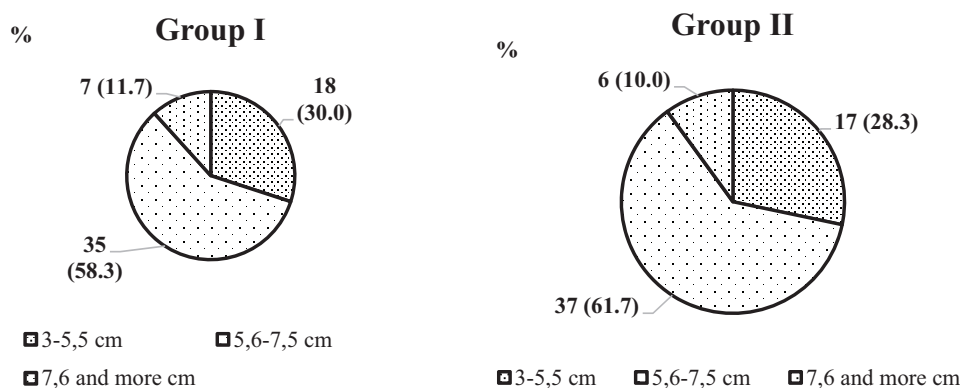 %
Group I
7 (11.7)
18
(30.0)
35
(58.3)
3-5,5 cm
5,6-7,5 cm
7,6 and more cm
%
Group II
6 (10.0)
17 (28.3)
37 (61.7)
3-5,5 cm
5,6-7,5 cm
7,6 and more cm